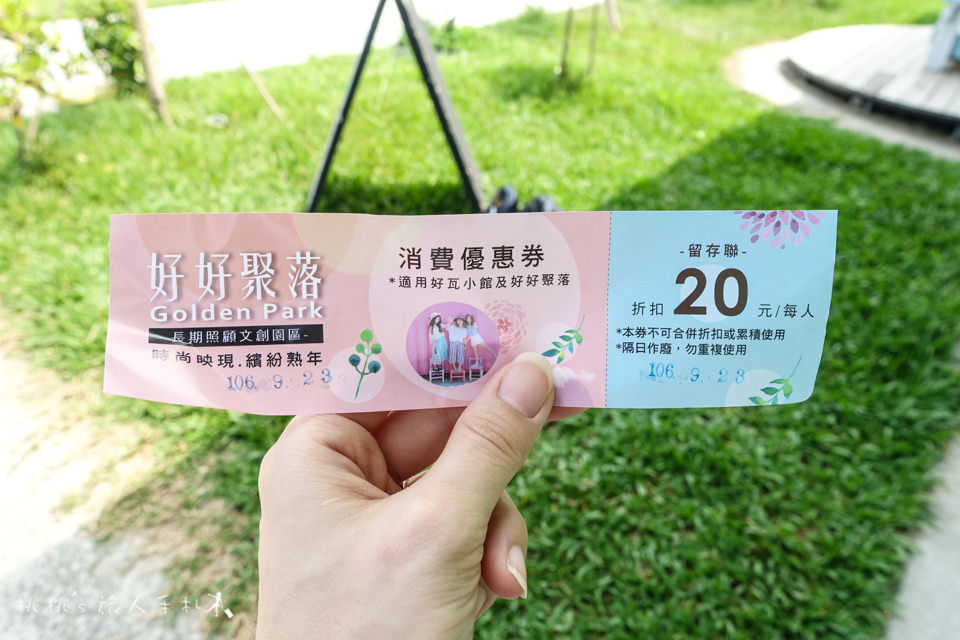 好好聚落
Golden Park
-長期照顧文創園區-
時尚映現.繽紛熟年
106. 9. 23
消費優惠券
*適用好瓦小館及好好聚落
-留存聯-
折扣20元/每人
*本券不可合併折扣或累積使用
*隔日作廢，勿重複使用
106. 9. 23
桃桃's旅人手札